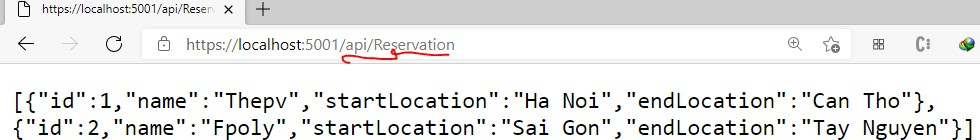 https://localhost:5001/api/Reserv
https://localhost:5001/api/Reservation
[{"id":1,"name":"Thepv","startLocation":"Ha Noi","endLocation":"Can Tho"},
{"id":2,"name":"Fpoly","startLocation":"Sai Gon","endLocation":"Tay Nguyen"}]